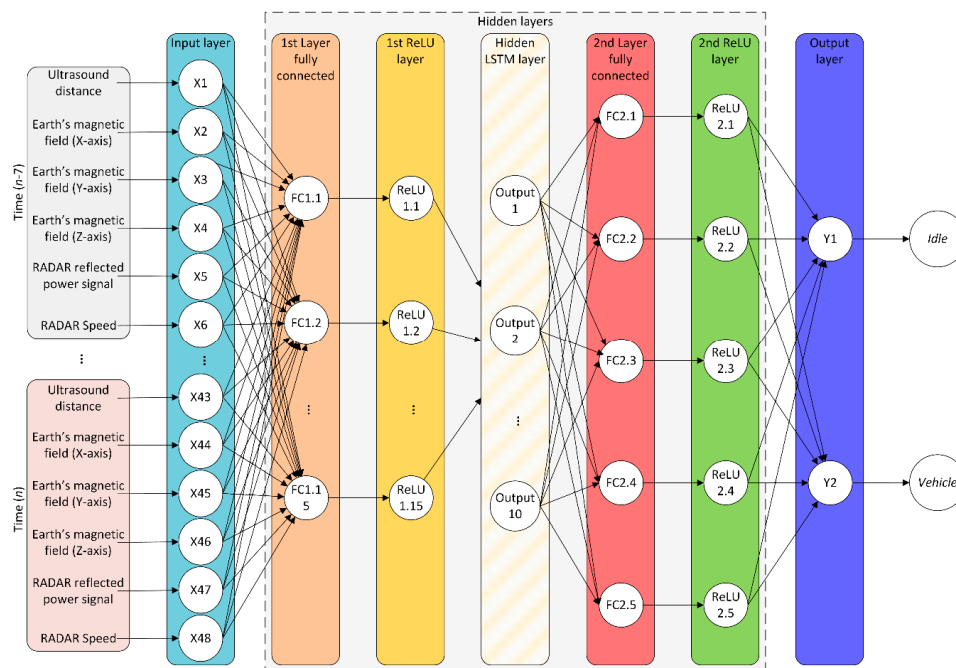 Hidden layers
Input layer
1st Layer
fully
connected
1st ReLU
layer
Hidden
LSTM layer
2nd Layer
fully
connected
2nd ReLU
layer
Output
layer
Time (n-7)
Ultrasound
distance
Earth's magnetic
field (X-axis)
Earth's magnetic
field (Y-axis)
Earth's magnetic
field (Z-axis)
RADAR reflected
power signal
RADAR Speed
...
Time (n)
Ultrasound
distance
Earth's magnetic
field (X-axis)
Earth's magnetic
field (Y-axis)
Earth's magnetic
field (Z-axis)
RADAR reflected
power signal
RADAR Speed
X1
X2
X3
X4
X5
X6
...
X43
X44
X45
X46
X47
X48
FC1.1
FC1.2
...
FC1.1
5
ReLU
1.1
ReLU
1.2
...
ReLU
1.15
Output
1
Output
2
...
Output
10
FC2.1
FC2.2
FC2.3
FC2.4
FC2.5
ReLU
2.1
ReLU
2.2
ReLU
2.3
ReLU
2.4
ReLU
2.5
Y1
Y2
Idle
Vehicle